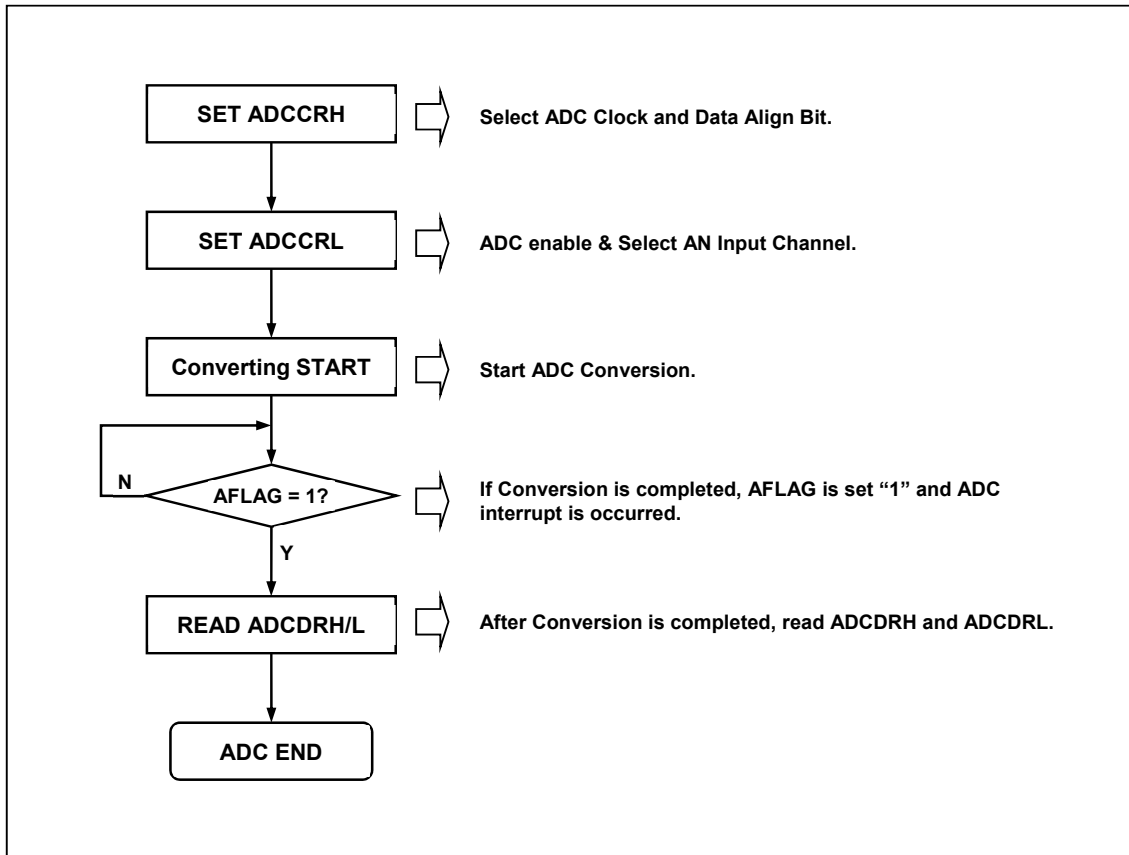 SET ADCCRH
Select ADC Clock and Data Align Bit.
SET ADCCRL
ADC enable & Select AN Input Channel.
Converting START
Start ADC Conversion.
N
AFLAG = 1?
If Conversion is completed, AFLAG is set “1” and ADC
interrupt is occurred.
Y
READ ADCDRH/L
After Conversion is completed, read ADCDRH and ADCDRL.
ADC END